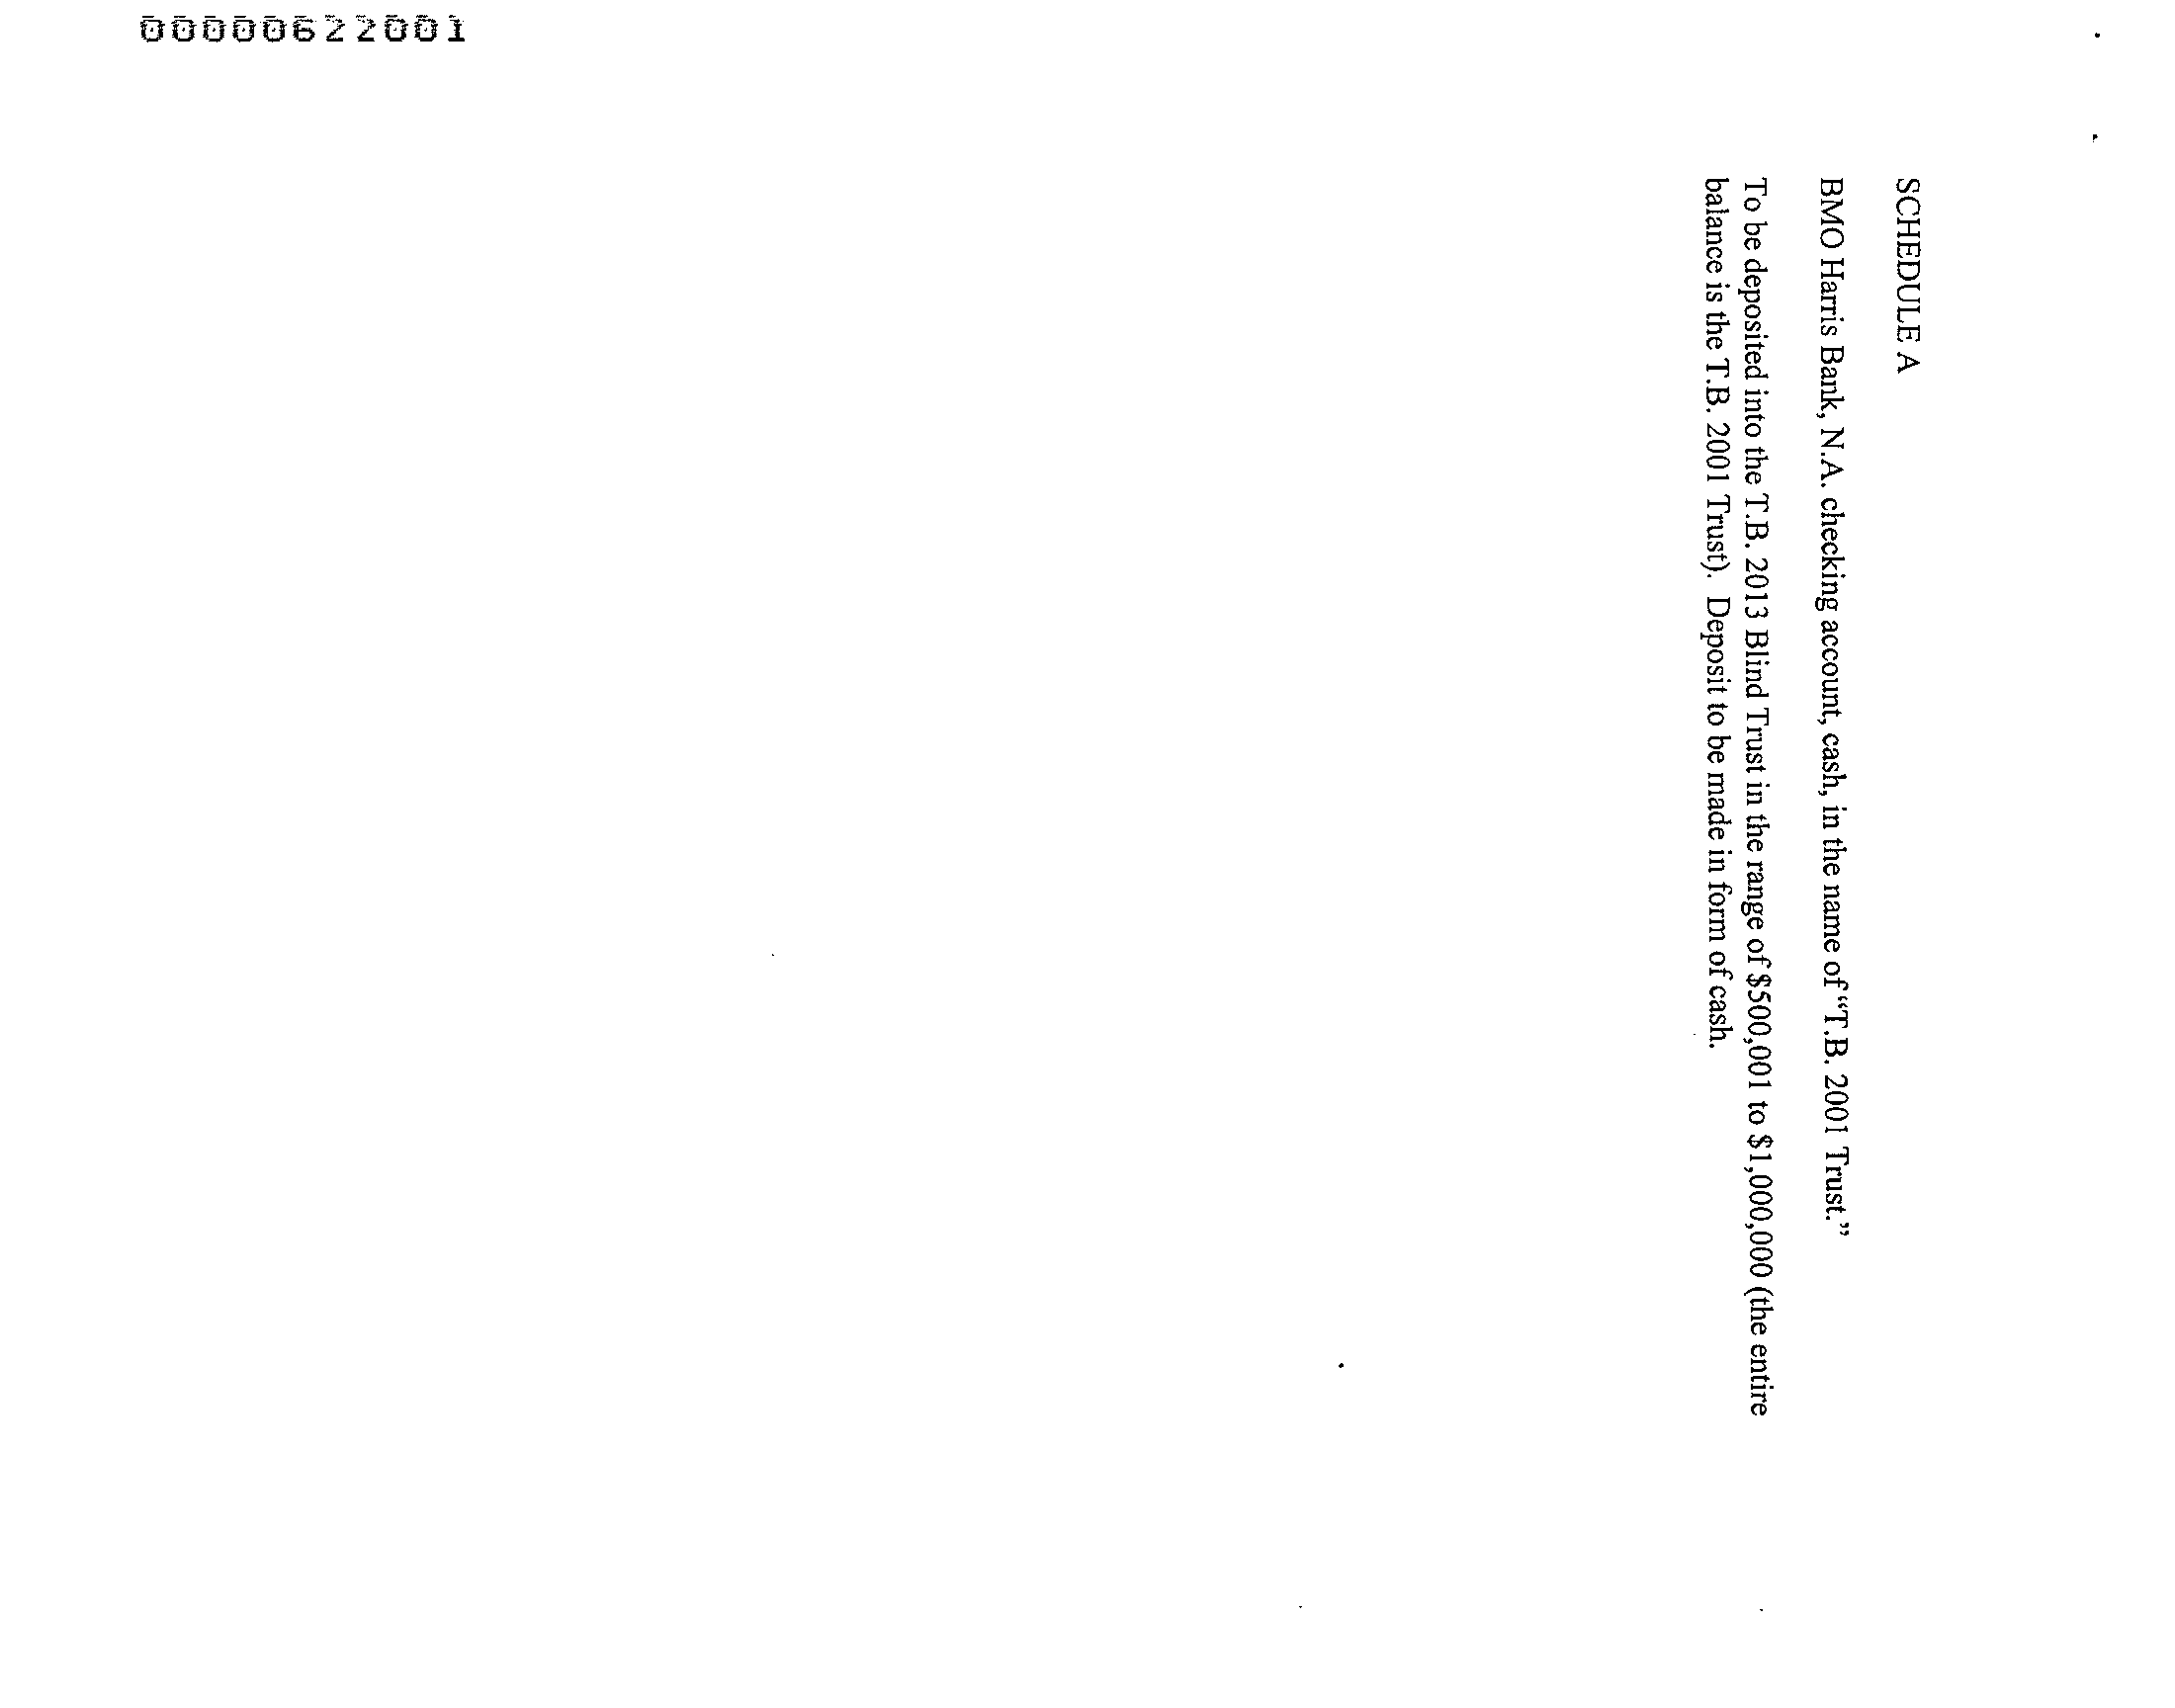 00000622001
SCHEDULE A
BMO Harris Bank, N.A. checking account, cash, in the name of “T.B. 2001 Trust.”
To be deposited into the T.B. 2013 Blind Trust in the range of $500,001 to $1,000,000 (the entire
balance is the T.B. 2001 Trust). Deposit to be made in form of cash.